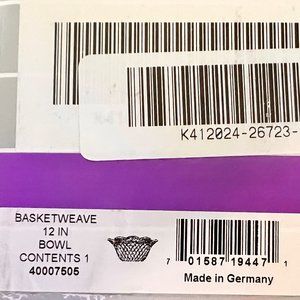 K412024-26723-
BASKETWEAVE
12 IN
BOWL
CONTENTS 1
40007505
7 01587 19447 1
Made in Germany